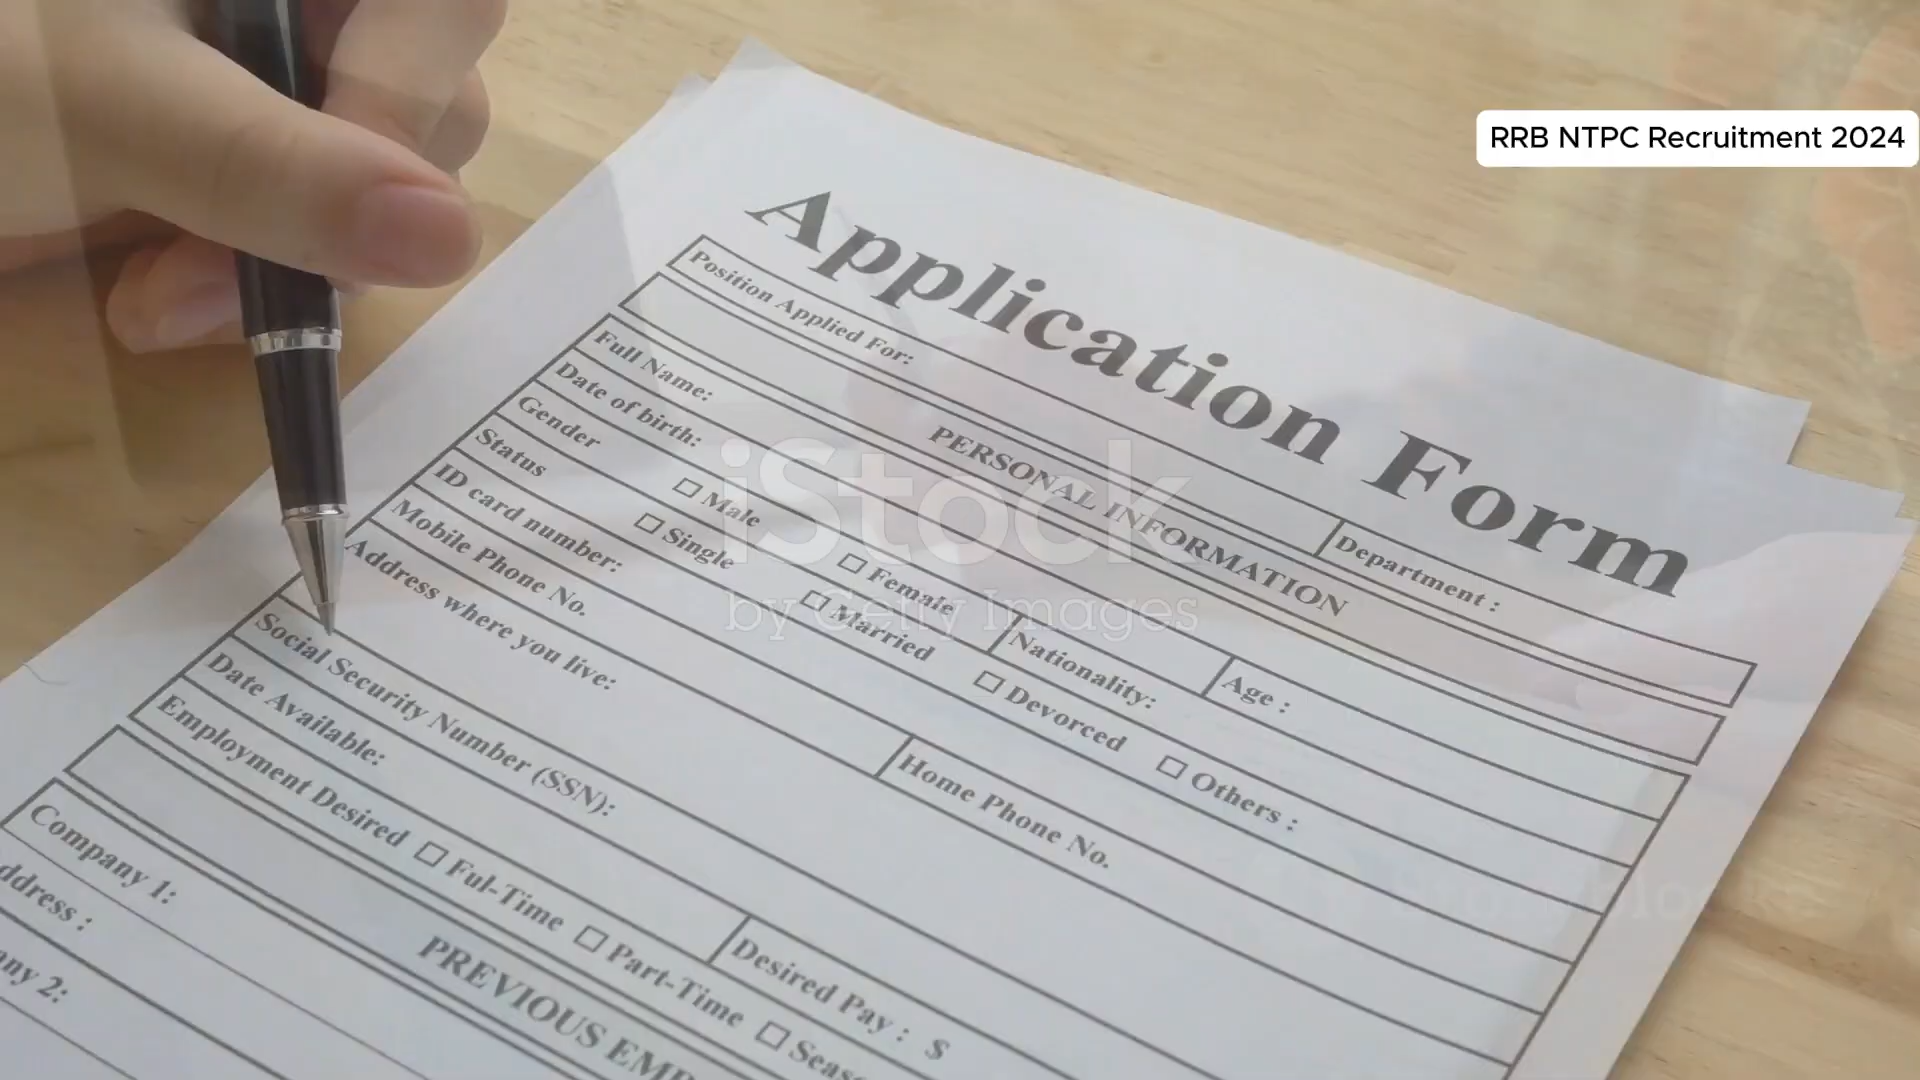 RRB NTPC Recruitment 2024
Application Form
Position Applied For:
Department :
PERSONAL INFORMATION
Full Name:
Date of birth:
Age :
Gender
Male
Female
Nationality:
Status
Single
Married
Devorced
Others :
ID card number:
Mobile Phone No.
Home Phone No.
Address where you live:
Social Security Number (SSN):
Date Available:
Desired Pay : $
Employment Desired
Ful-Time
Part-Time
PREVIOUS
Company 1:
iStock
by Getty Images